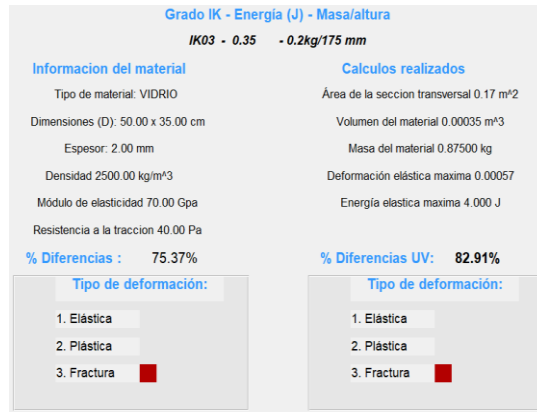 Grado IK - Energía (J) - Masa/altura
IK03 - 0.35 - 0.2kg/175 mm
Informacion del material
Tipo de material: VIDRIO
Dimensiones (D): 50.00 x 35.00 cm
Espesor: 2.00 mm
Densidad 2500.00 kg/m^3
Módulo de elasticidad 70.00 Gpa
Resistencia a la traccion 40.00 Pa
Calculos realizados
Área de la seccion transversal 0.17 m^2
Volumen del material 0.00035 m^3
Masa del material 0.87500 kg
Deformación elástica maxima 0.00057
Energía elastica maxima 4.000 J
% Diferencias : 75.37%
Tipo de deformación:
1. Elástica
2. Plástica
3. Fractura
% Diferencias UV: 82.91%
Tipo de deformación:
1. Elástica
2. Plástica
3. Fractura